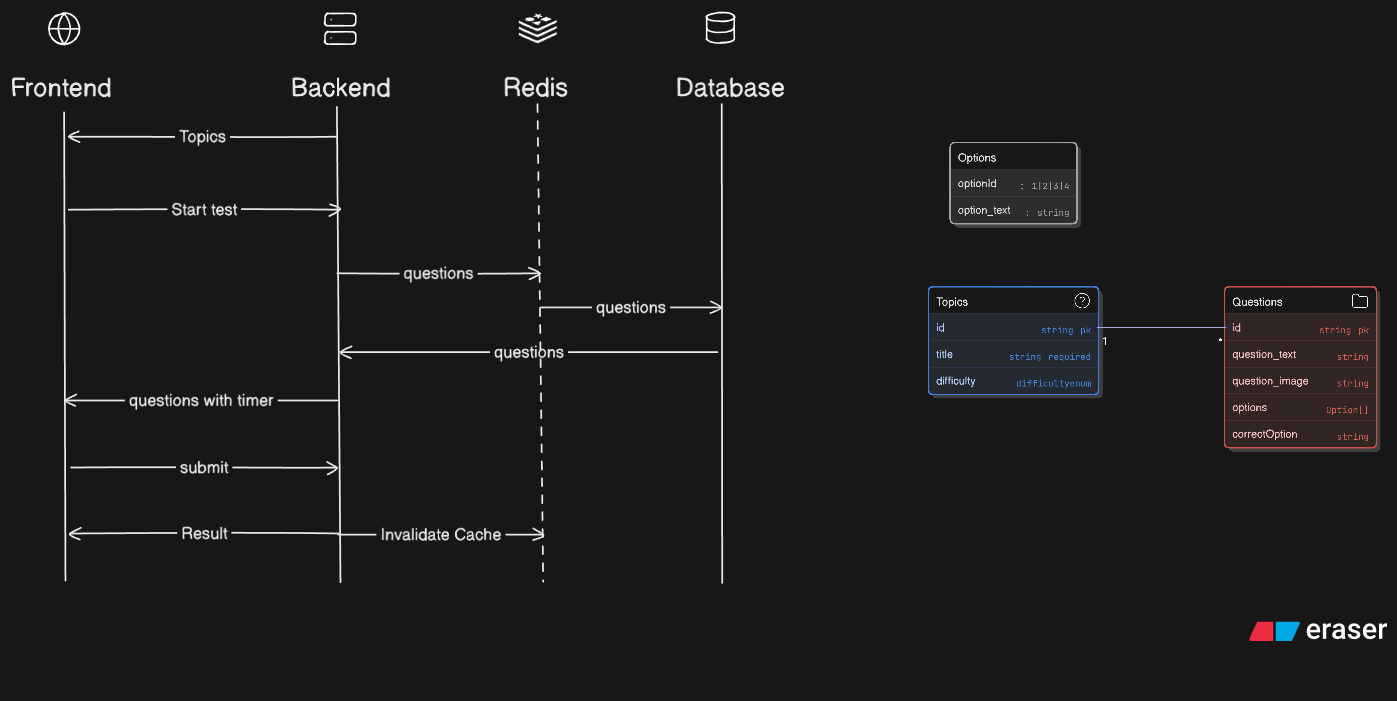 Frontend
Backend
Redis
Database
Topics
Start test
questions
questions
questions
questions with timer
submit
Result
Invalidate Cache
Options
optionId : 1|2|3|4
option_text : string
Topics
id string pk
title string required
difficulty difficultyenum
1
*
Questions
id string pk
question_text string
question_image string
options Option[]
correctOption string
eraser